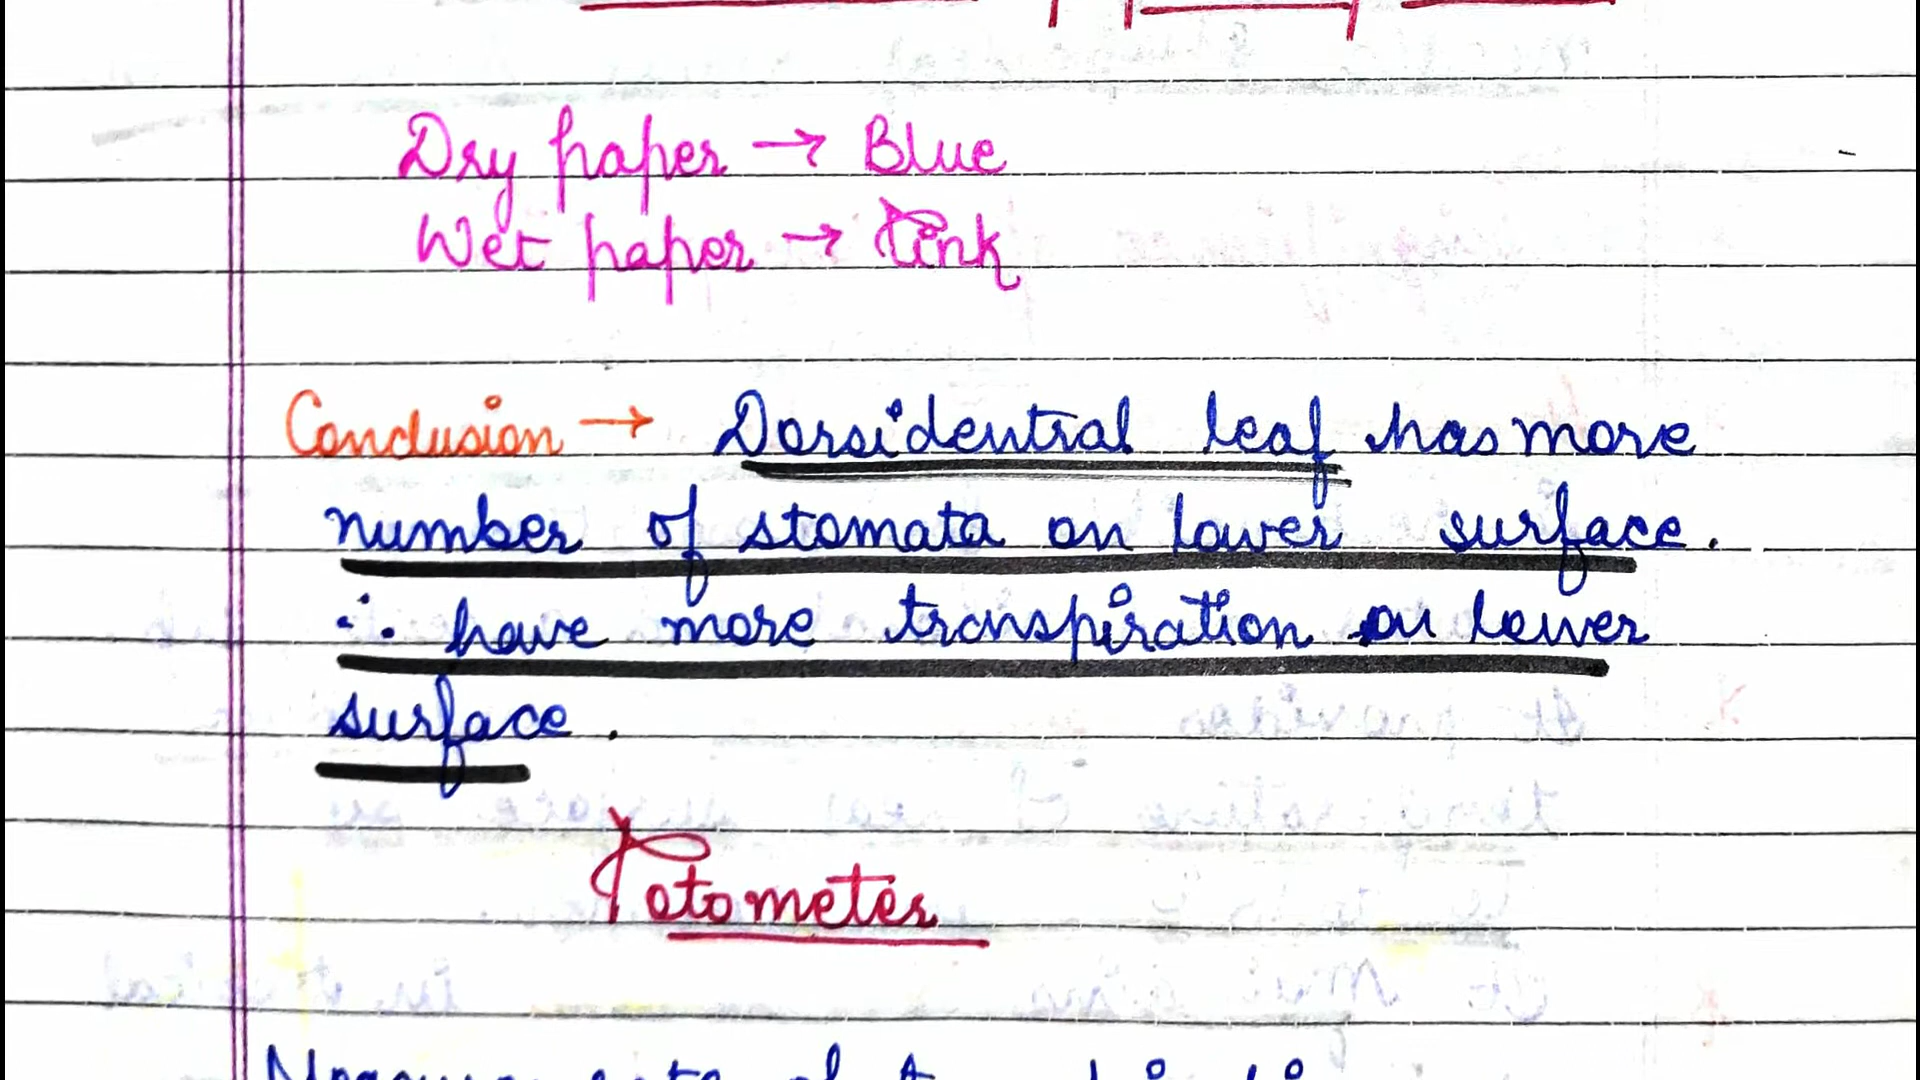 Dry paper → Blue
Wet paper → Pink
Conclusion → Dorsidentral leaf has more
number of stomata on lower surface.
∴ have more transpiration on lower
surface.
Potometer